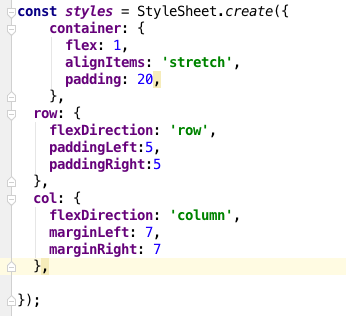 const styles = StyleSheet.create({
    container: {
      flex: 1,
      alignItems: 'stretch',
      padding: 20,
    },
  row: {
    flexDirection: 'row',
    paddingLeft:5,
    paddingRight:5
  },
  col: {
    flexDirection: 'column',
    marginLeft: 7,
    marginRight: 7
  },
});